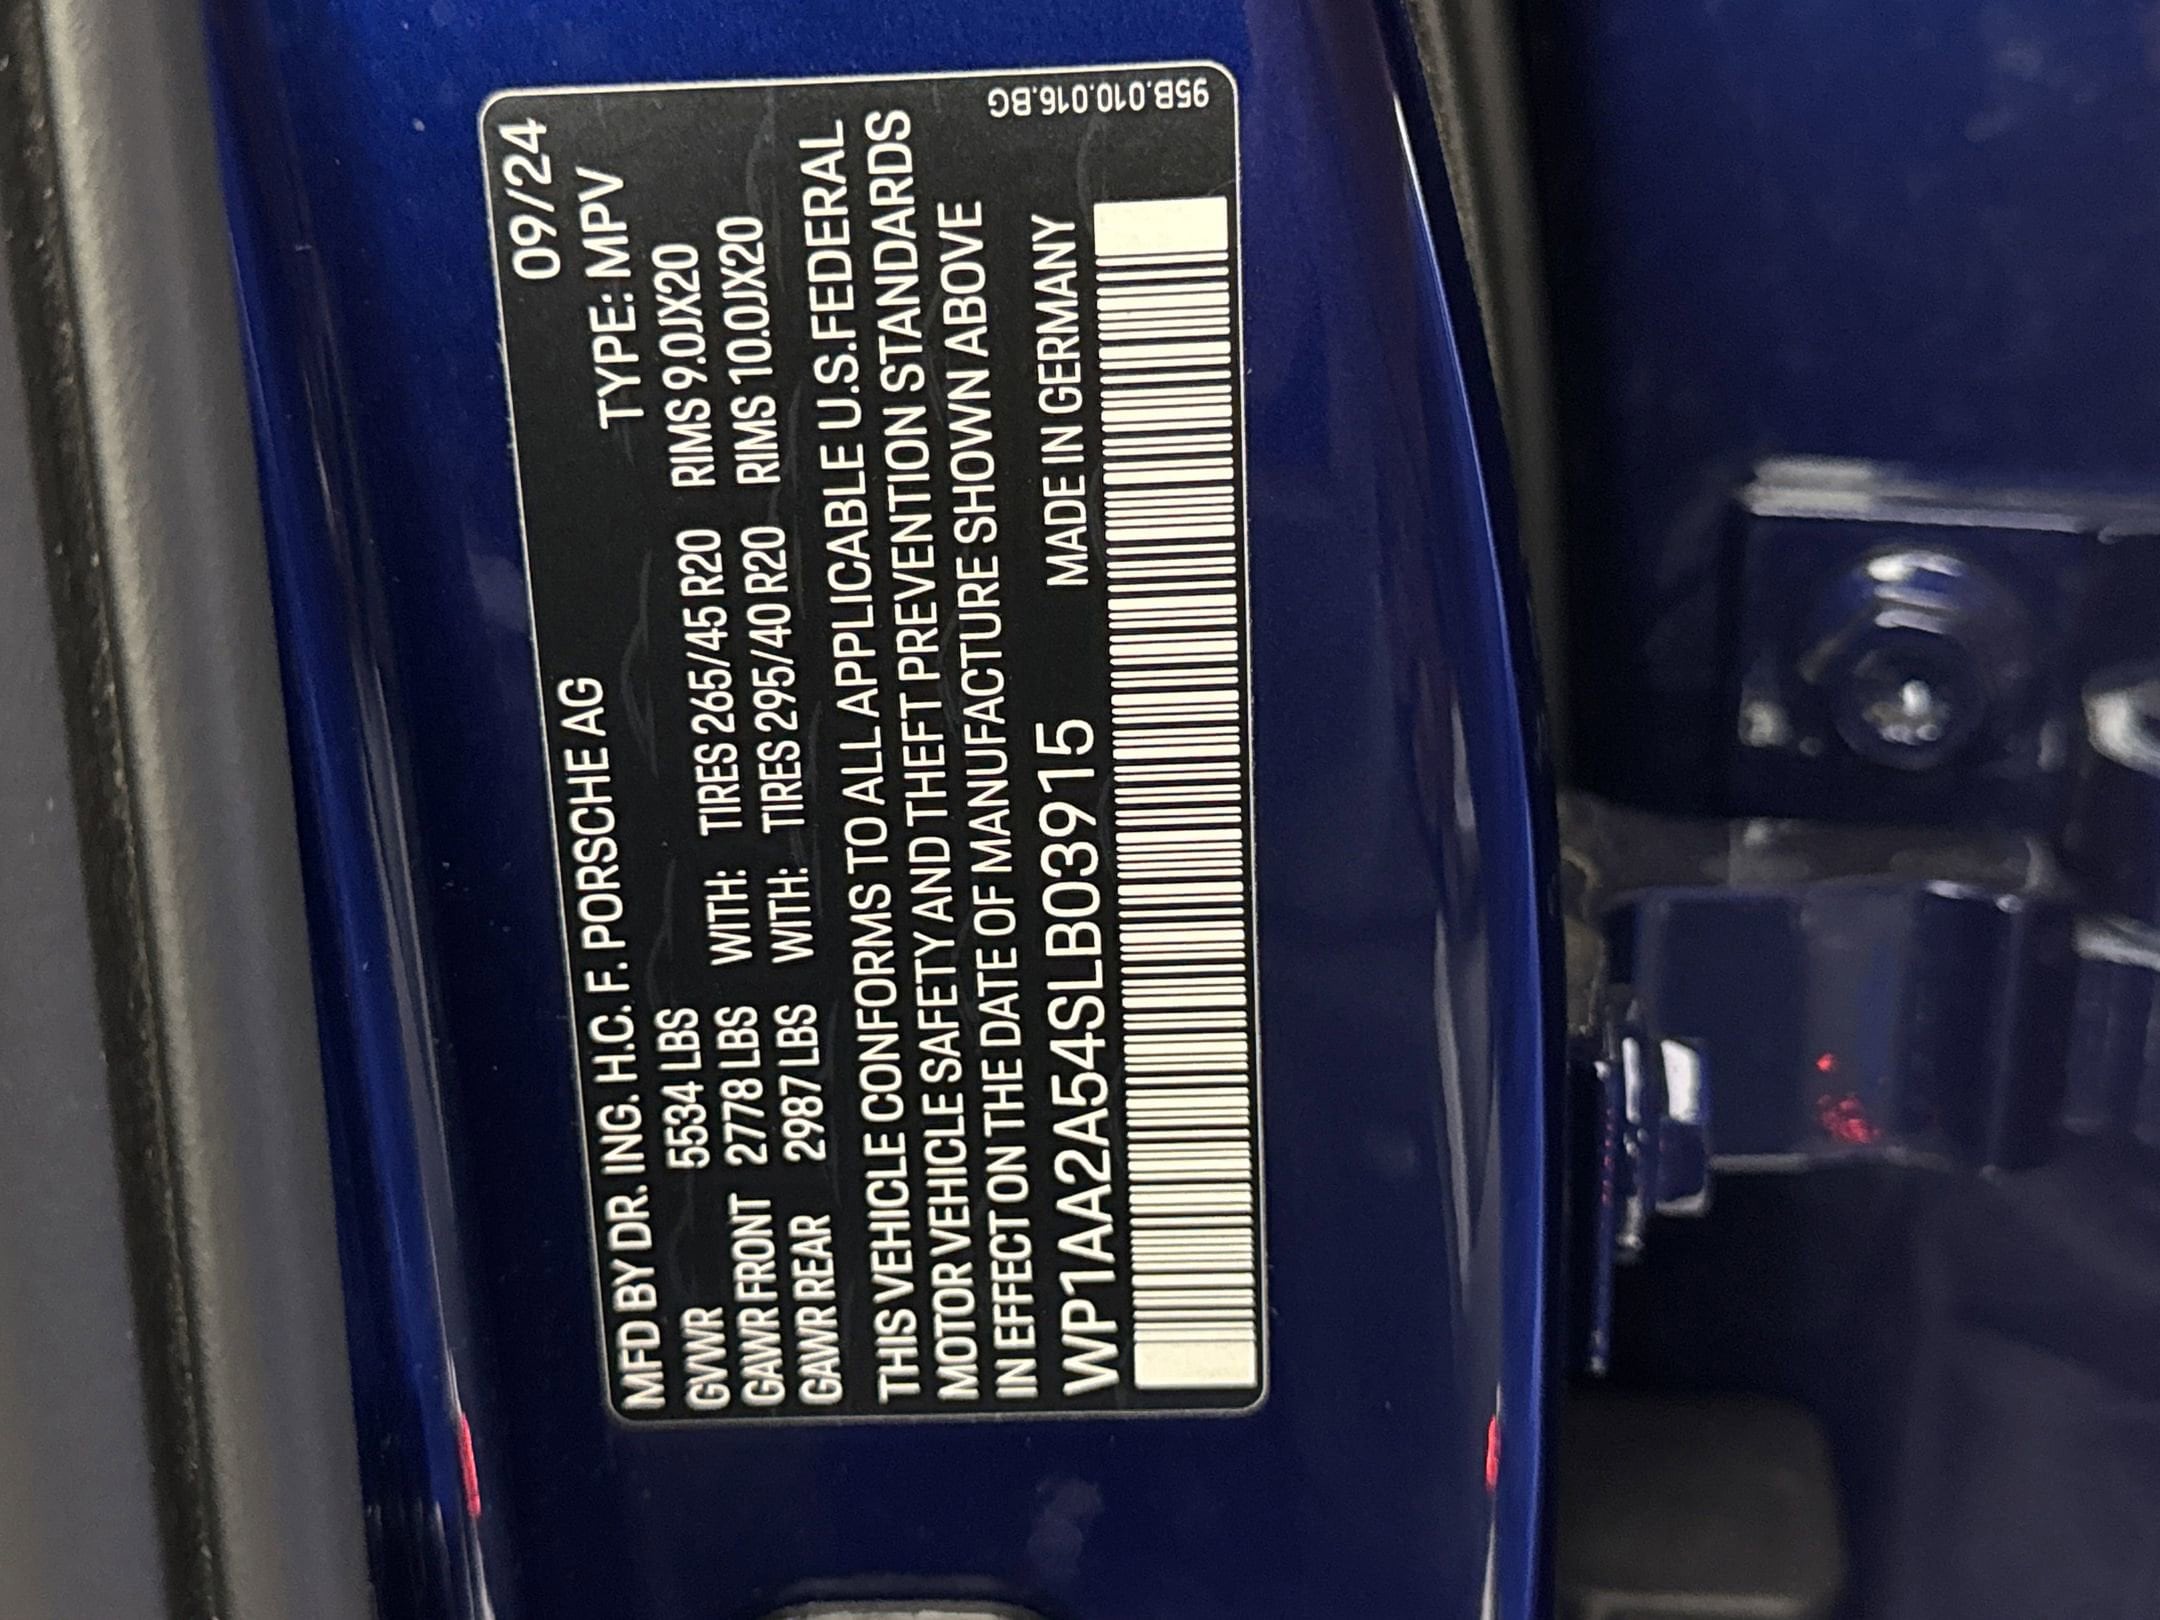 MFD BY DR. ING. H.C. F. PORSCHE AG 09/24
TYPE: MPV
GVWR 5534 LBS
GAWR FRONT 2778 LBS WITH: TIRES 265/45 R20 RIMS 9.0JX20
GAWR REAR 2987 LBS WITH: TIRES 295/40 R20 RIMS 10.0JX20
THIS VEHICLE CONFORMS TO ALL APPLICABLE U.S.FEDERAL
MOTOR VEHICLE SAFETY AND THEFT PREVENTION STANDARDS
IN EFFECT ON THE DATE OF MANUFACTURE SHOWN ABOVE
WP1AA2A54SLB03915 MADE IN GERMANY
95B.010.016.BG